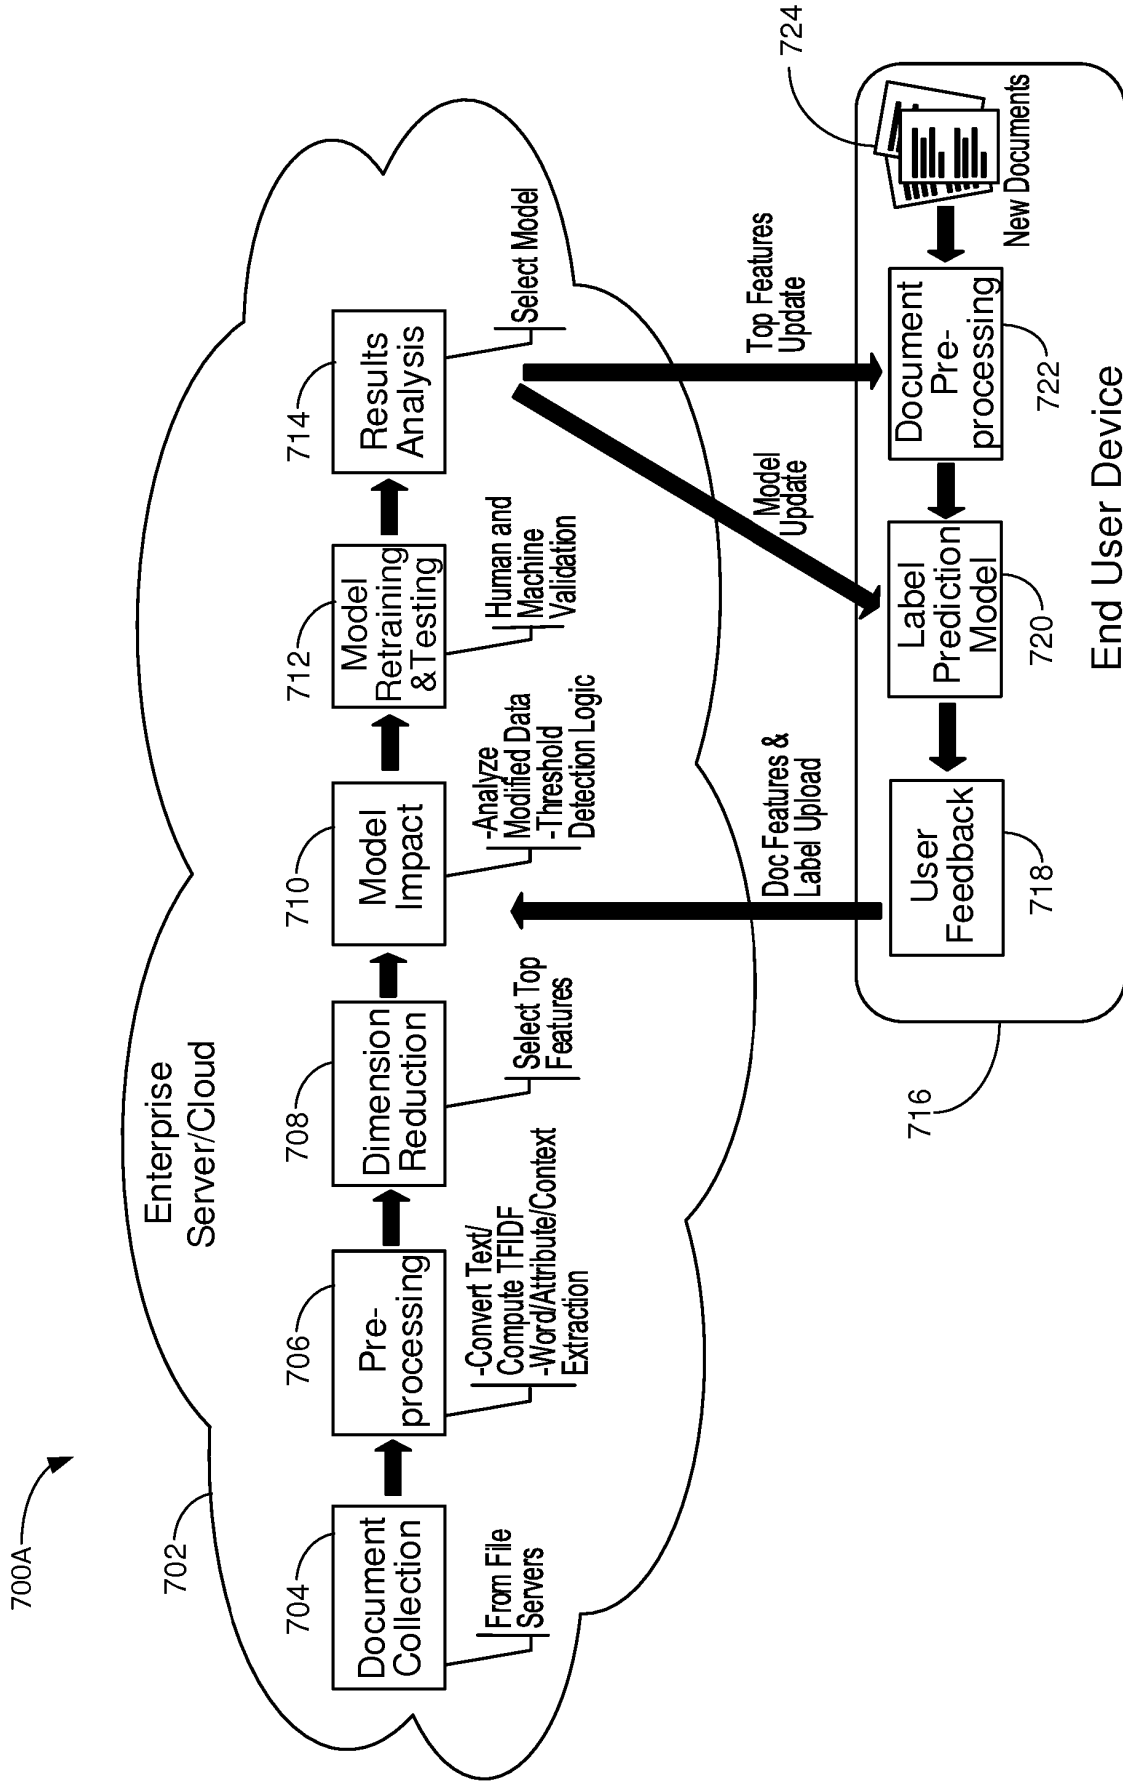 700A
702
Enterprise
Server/Cloud
704
Document
Collection
From File
Servers
706
Pre-
processing
-Convert Text/
Compute TFIDF
-Word/Attribute/Context
Extraction
708
Dimension
Reduction
Select Top
Features
710
Model
Impact
-Analyze
Modified Data
-Threshold
Detection Logic
712
Model
Retraining
&Testing
Human and
Machine
Validation
714
Results
Analysis
Select Model
Doc Features &
Label Upload
Model
Update
Top Features
Update
716
User
Feedback
718
Label
Prediction
Model
720
Document
Pre-
processing
722
724
New Documents
End User Device